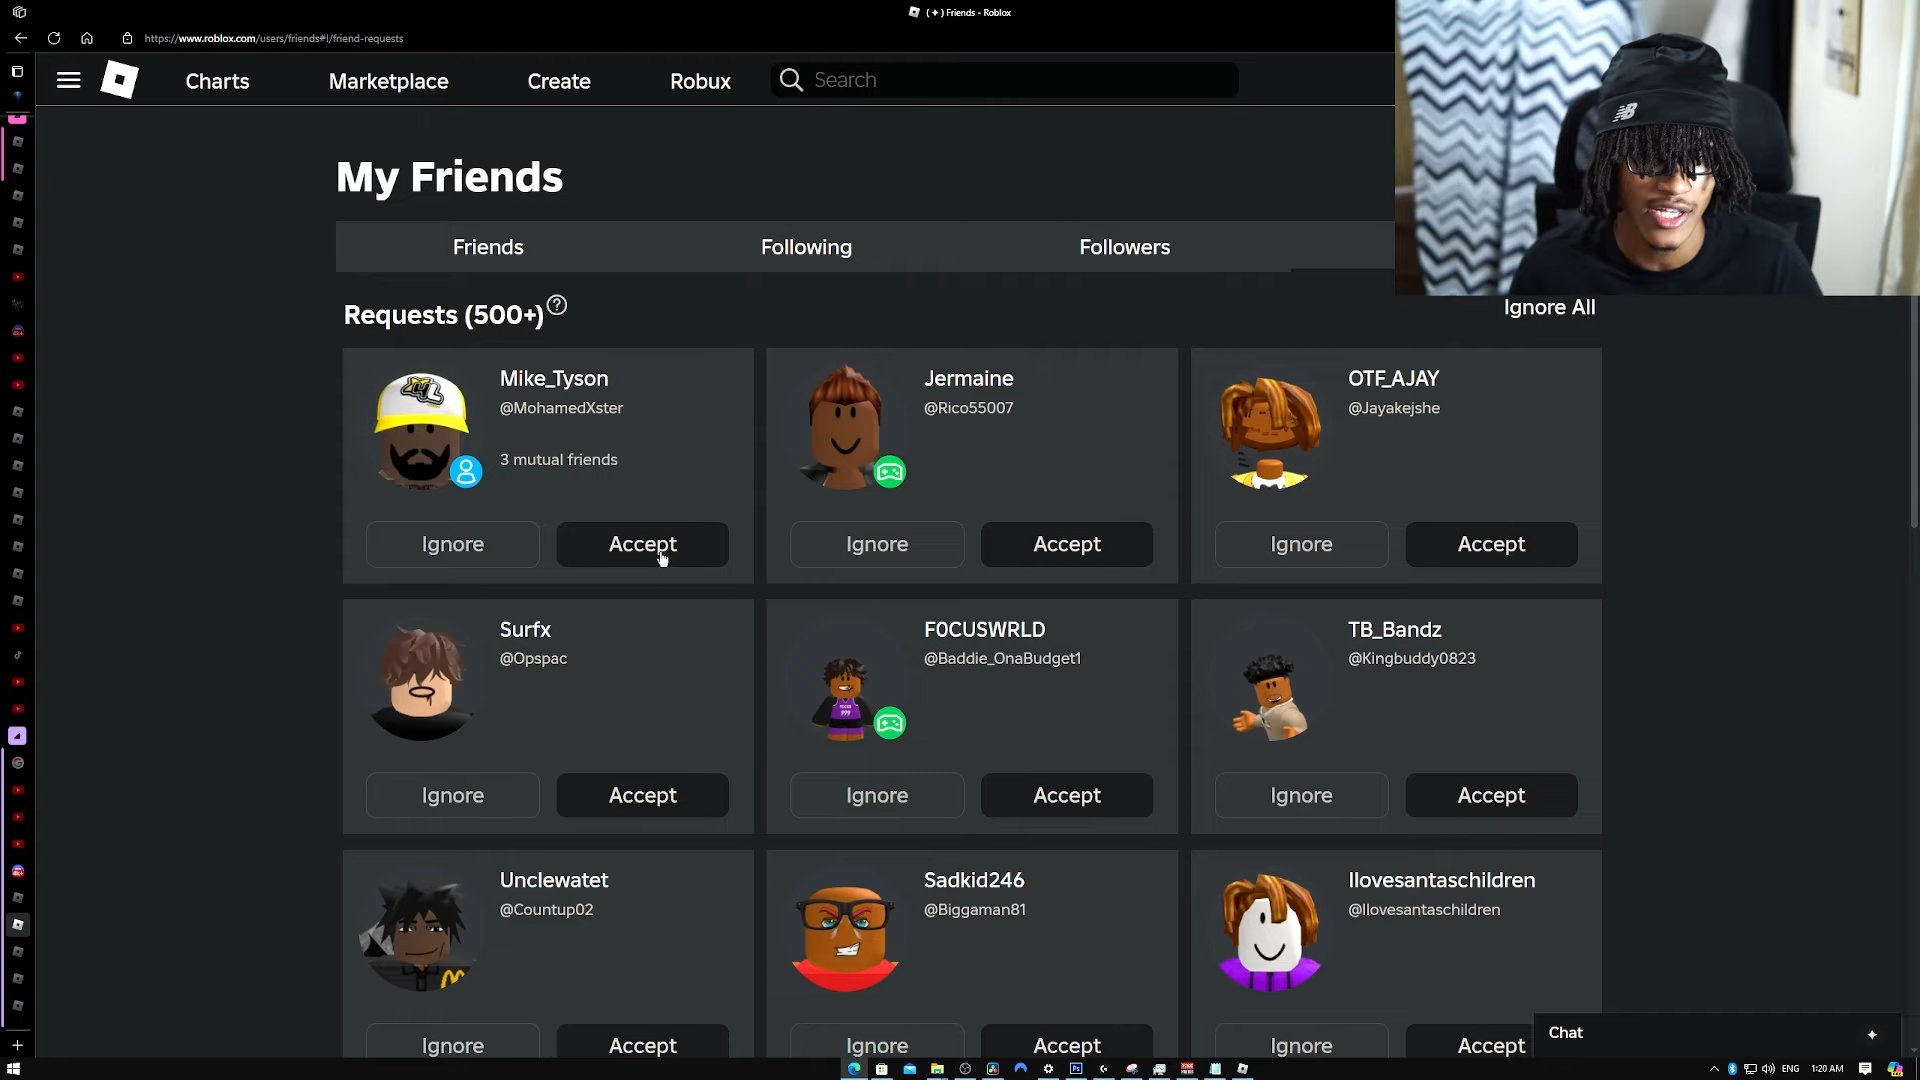 ( ✦ ) Friends - Roblox
https://www.roblox.com/users/friends#!/friend-requests
Charts
Marketplace
Create
Robux
Search
My Friends
Friends
Following
Followers
Requests (500+)
?
Ignore All
Mike_Tyson
@MohamedXster
3 mutual friends
Ignore
Accept
Jermaine
@Rico55007
Ignore
Accept
OTF_AJAY
@Jayakejshe
Ignore
Accept
Surfx
@Opspac
Ignore
Accept
F0CUSWRLD
@Baddie_OnaBudget1
Ignore
Accept
TB_Bandz
@Kingbuddy0823
Ignore
Accept
Unclewatet
@Countup02
Ignore
Accept
Sadkid246
@Biggaman81
Ignore
Accept
Ilovesantaschildren
@Ilovesantaschildren
Ignore
Accept
Chat
ENG
1:20 AM